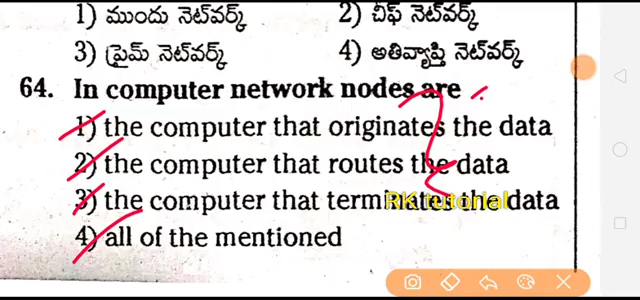 1) ముందు నెట్‌వర్క్ 2) చీఫ్ నెట్‌వర్క్
3) ప్రైమ్ నెట్‌వర్క్ 4) అతివ్యాప్తి నెట్‌వర్క్
64. In computer network nodes are :
1) the computer that originates the data
2) the computer that routes the data
3) the computer that terminates the data
RK tutorial
4) all of the mentioned